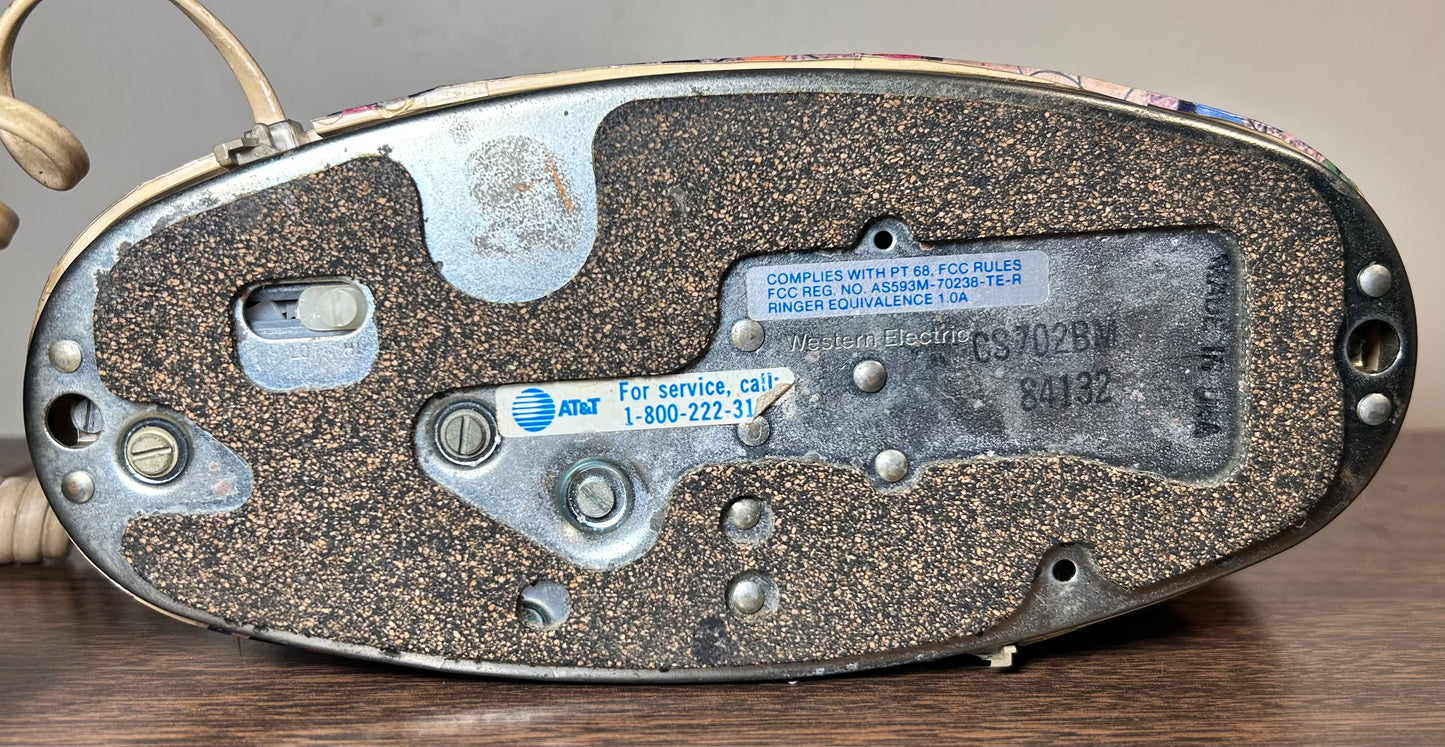 COMPLIES WITH PT 68, FCC RULES
FCC REG. NO. AS593M-70238-TE-R
RINGER EQUIVALENCE 1.0A
Western Electric
CS702BM
84132
MADE IN USA
AT&T
For service, call:
1-800-222-31